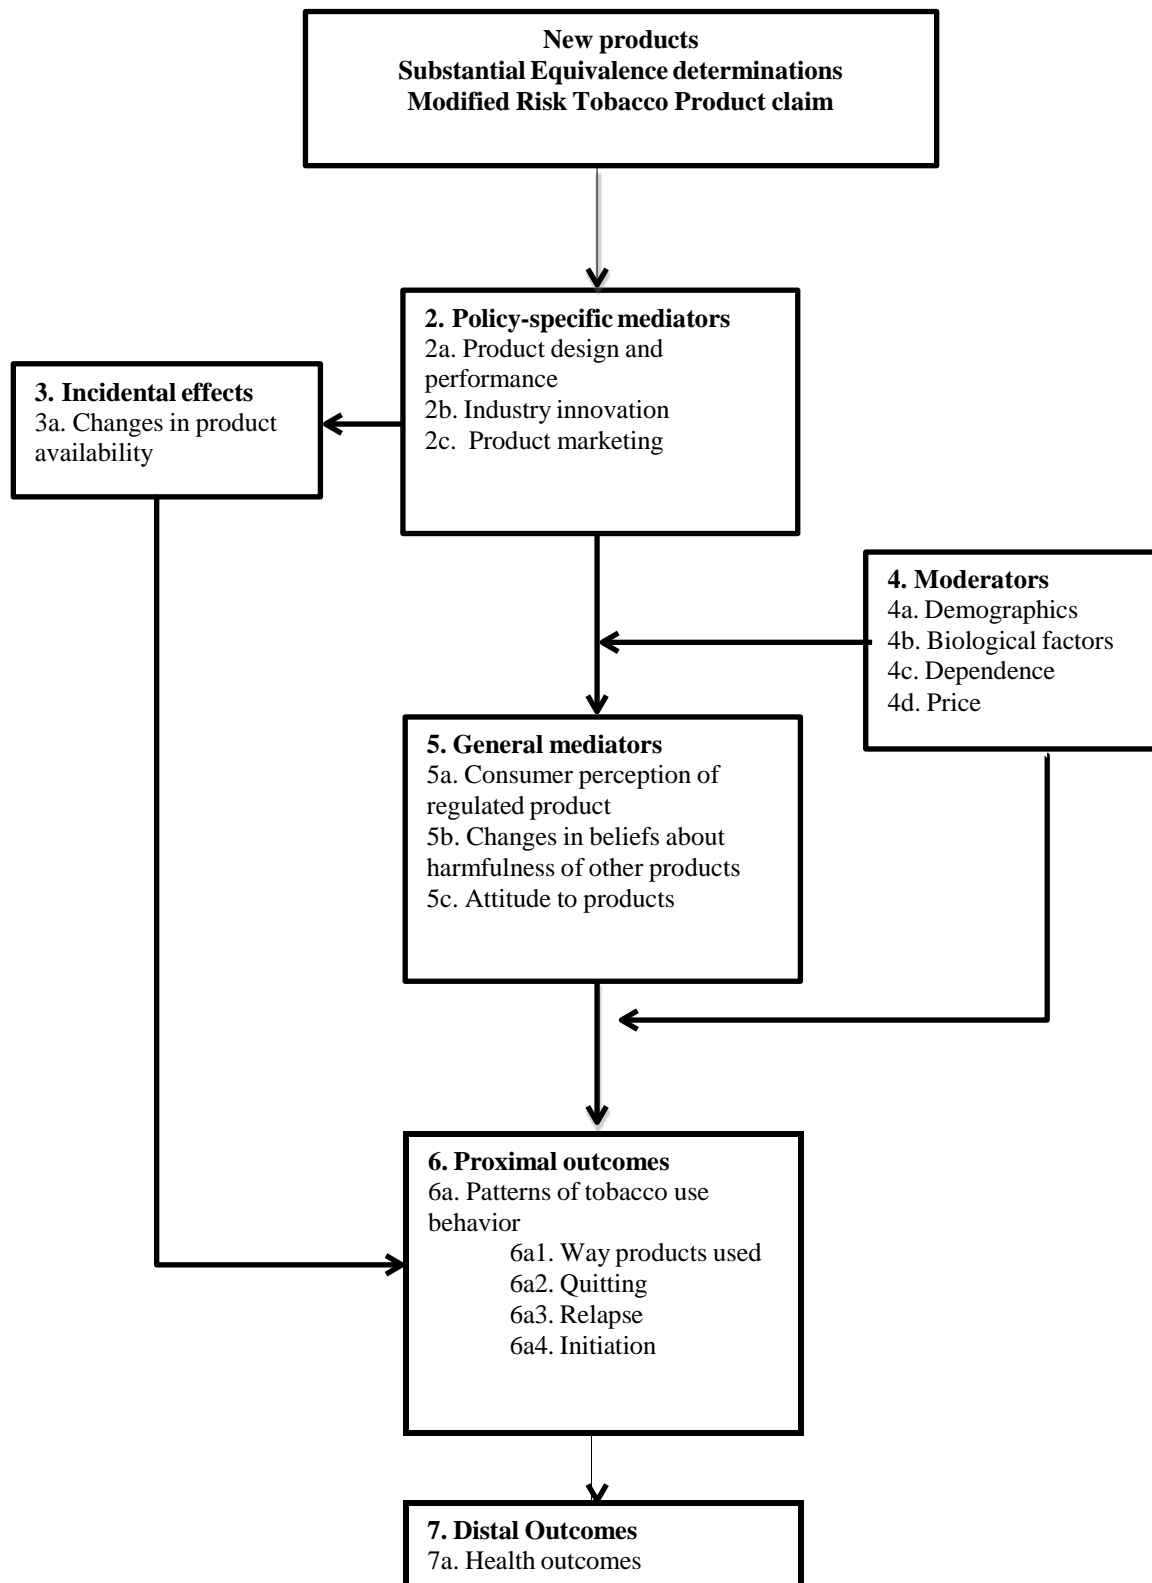 New products
Substantial Equivalence determinations
Modified Risk Tobacco Product claim
2. Policy-specific mediators
2a. Product design and
performance
2b. Industry innovation
2c. Product marketing
3. Incidental effects
3a. Changes in product
availability
4. Moderators
4a. Demographics
4b. Biological factors
4c. Dependence
4d. Price
5. General mediators
5a. Consumer perception of
regulated product
5b. Changes in beliefs about
harmfulness of other products
5c. Attitude to products
6. Proximal outcomes
6a. Patterns of tobacco use
behavior
6a1. Way products used
6a2. Quitting
6a3. Relapse
6a4. Initiation
7. Distal Outcomes
7a. Health outcomes